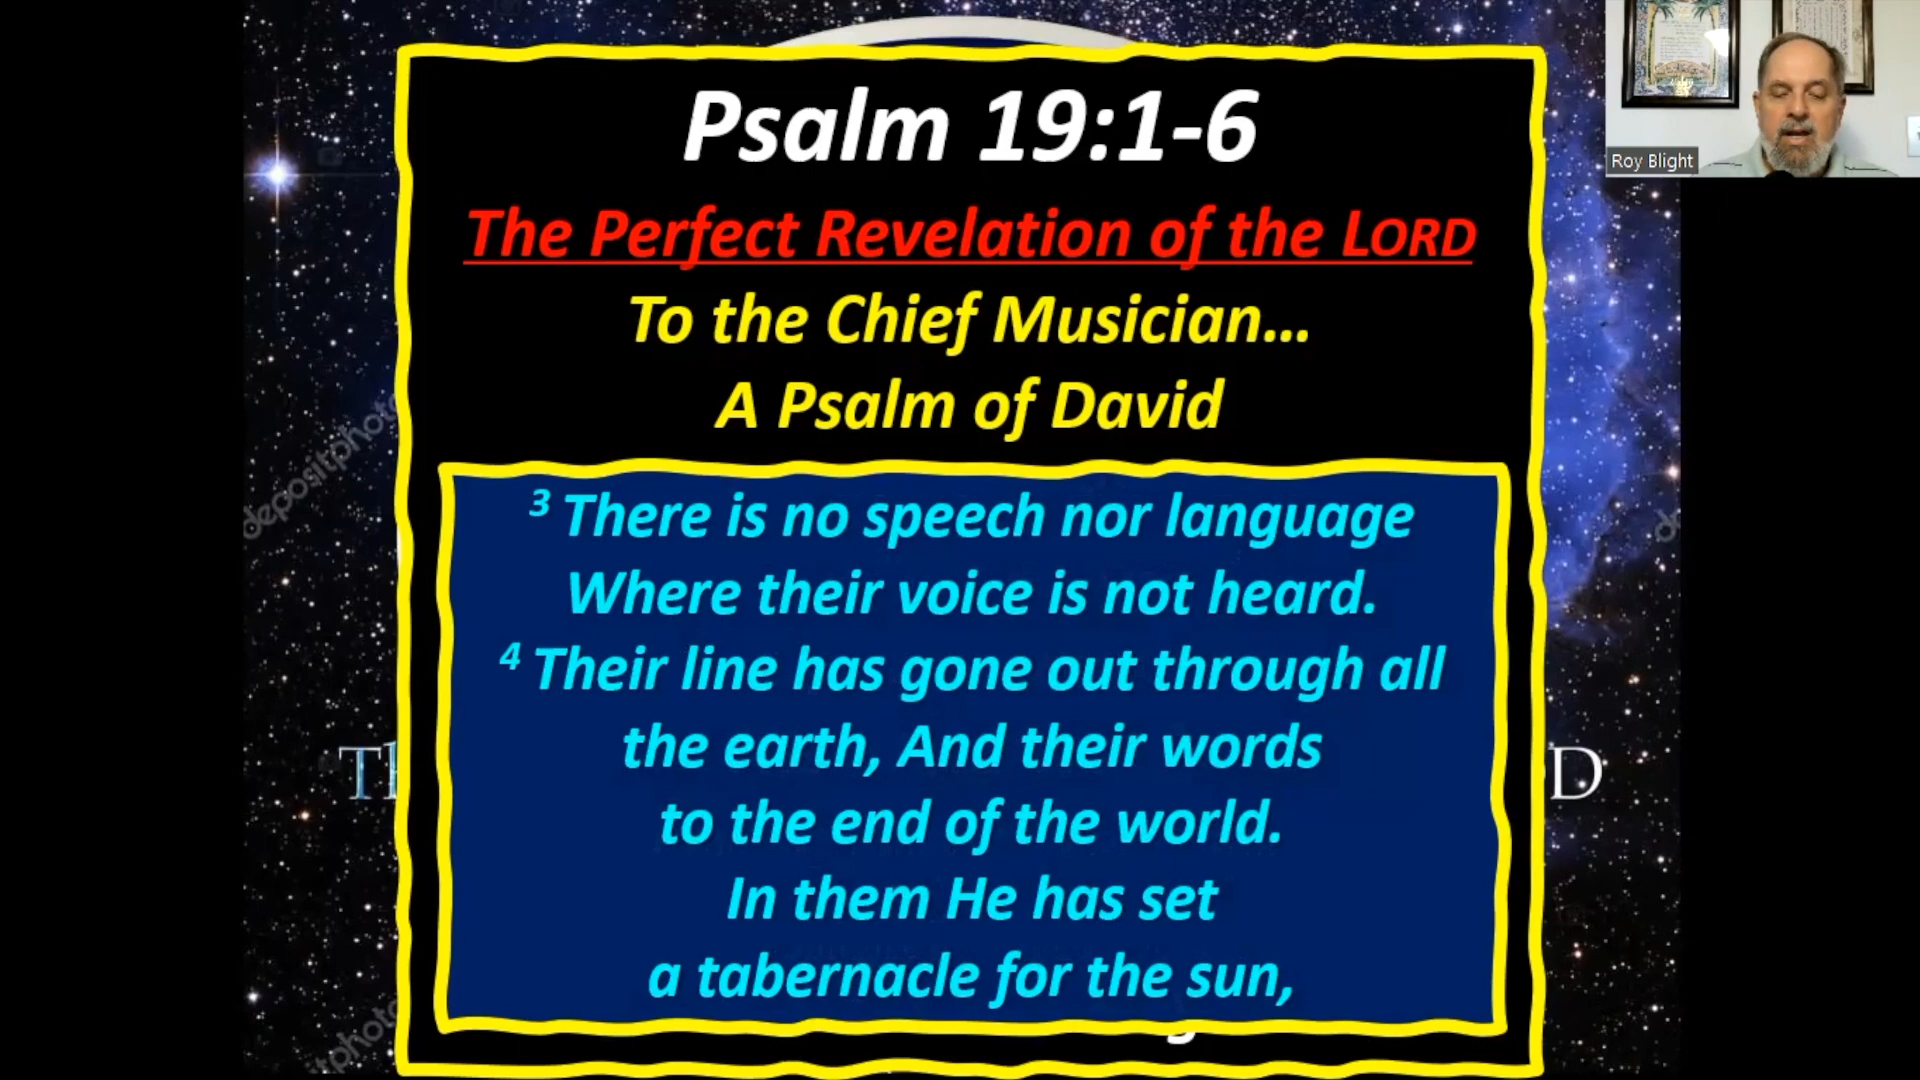 Psalm 19:1-6
The Perfect Revelation of the LORD
To the Chief Musician…
A Psalm of David
3 There is no speech nor language
Where their voice is not heard.
4 Their line has gone out through all
the earth, And their words
to the end of the world.
In them He has set
a tabernacle for the sun,
Roy Blight
depositphoto
D